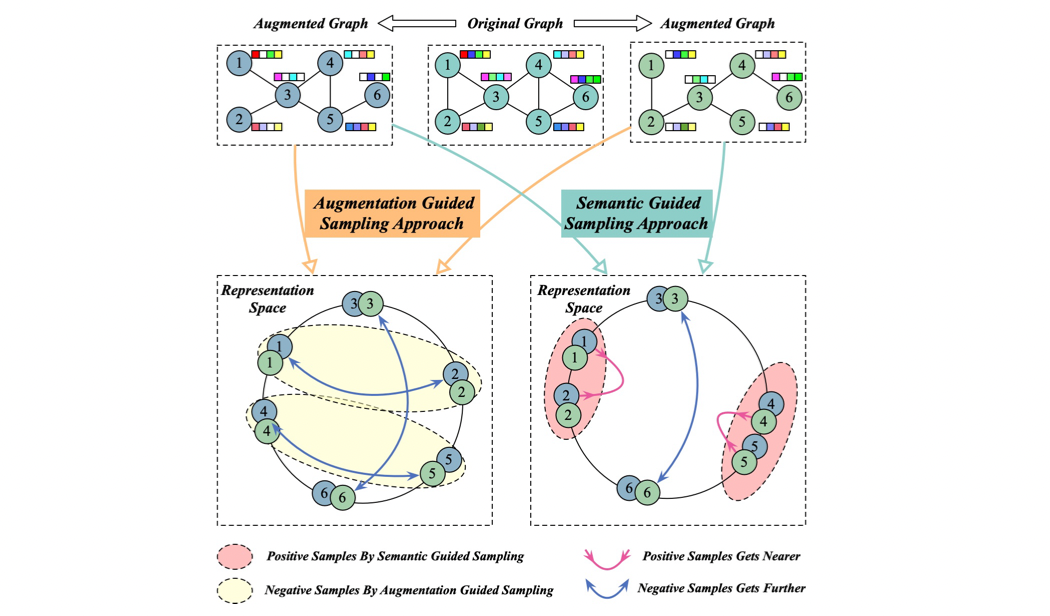 Augmented Graph
Original Graph
Augmented Graph
1
4
3
6
2
5
1
4
3
6
2
5
1
4
3
6
2
5
Augmentation Guided
Sampling Approach
Semantic Guided
Sampling Approach
Representation
Space
3
3
1
1
2
2
4
4
5
5
6
6
Representation
Space
3
3
1
1
2
2
4
4
5
5
6
6
Positive Samples By Semantic Guided Sampling
Positive Samples Gets Nearer
Negative Samples By Augmentation Guided Sampling
Negative Samples Gets Further